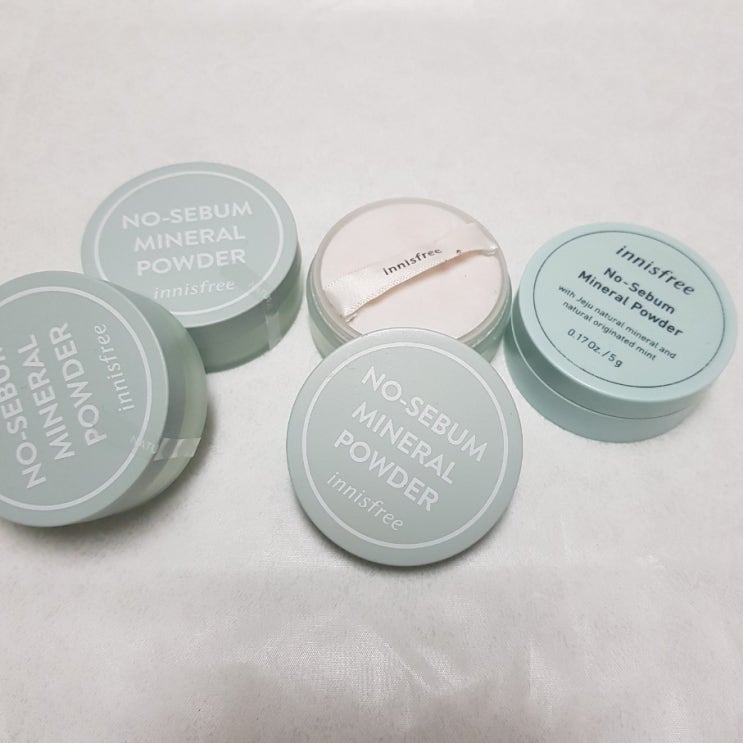 NO-SEBUM
MINERAL
POWDER
innisfree
NO-SEBUM
MINERAL
POWDER
innisfree
NATU
innisfree
NO-SEBUM
MINERAL
POWDER
innisfree
innisfree
No-Sebum
Mineral Powder
with Jeju natural mineral and
natural originated mint
0.17 Oz. / 5g